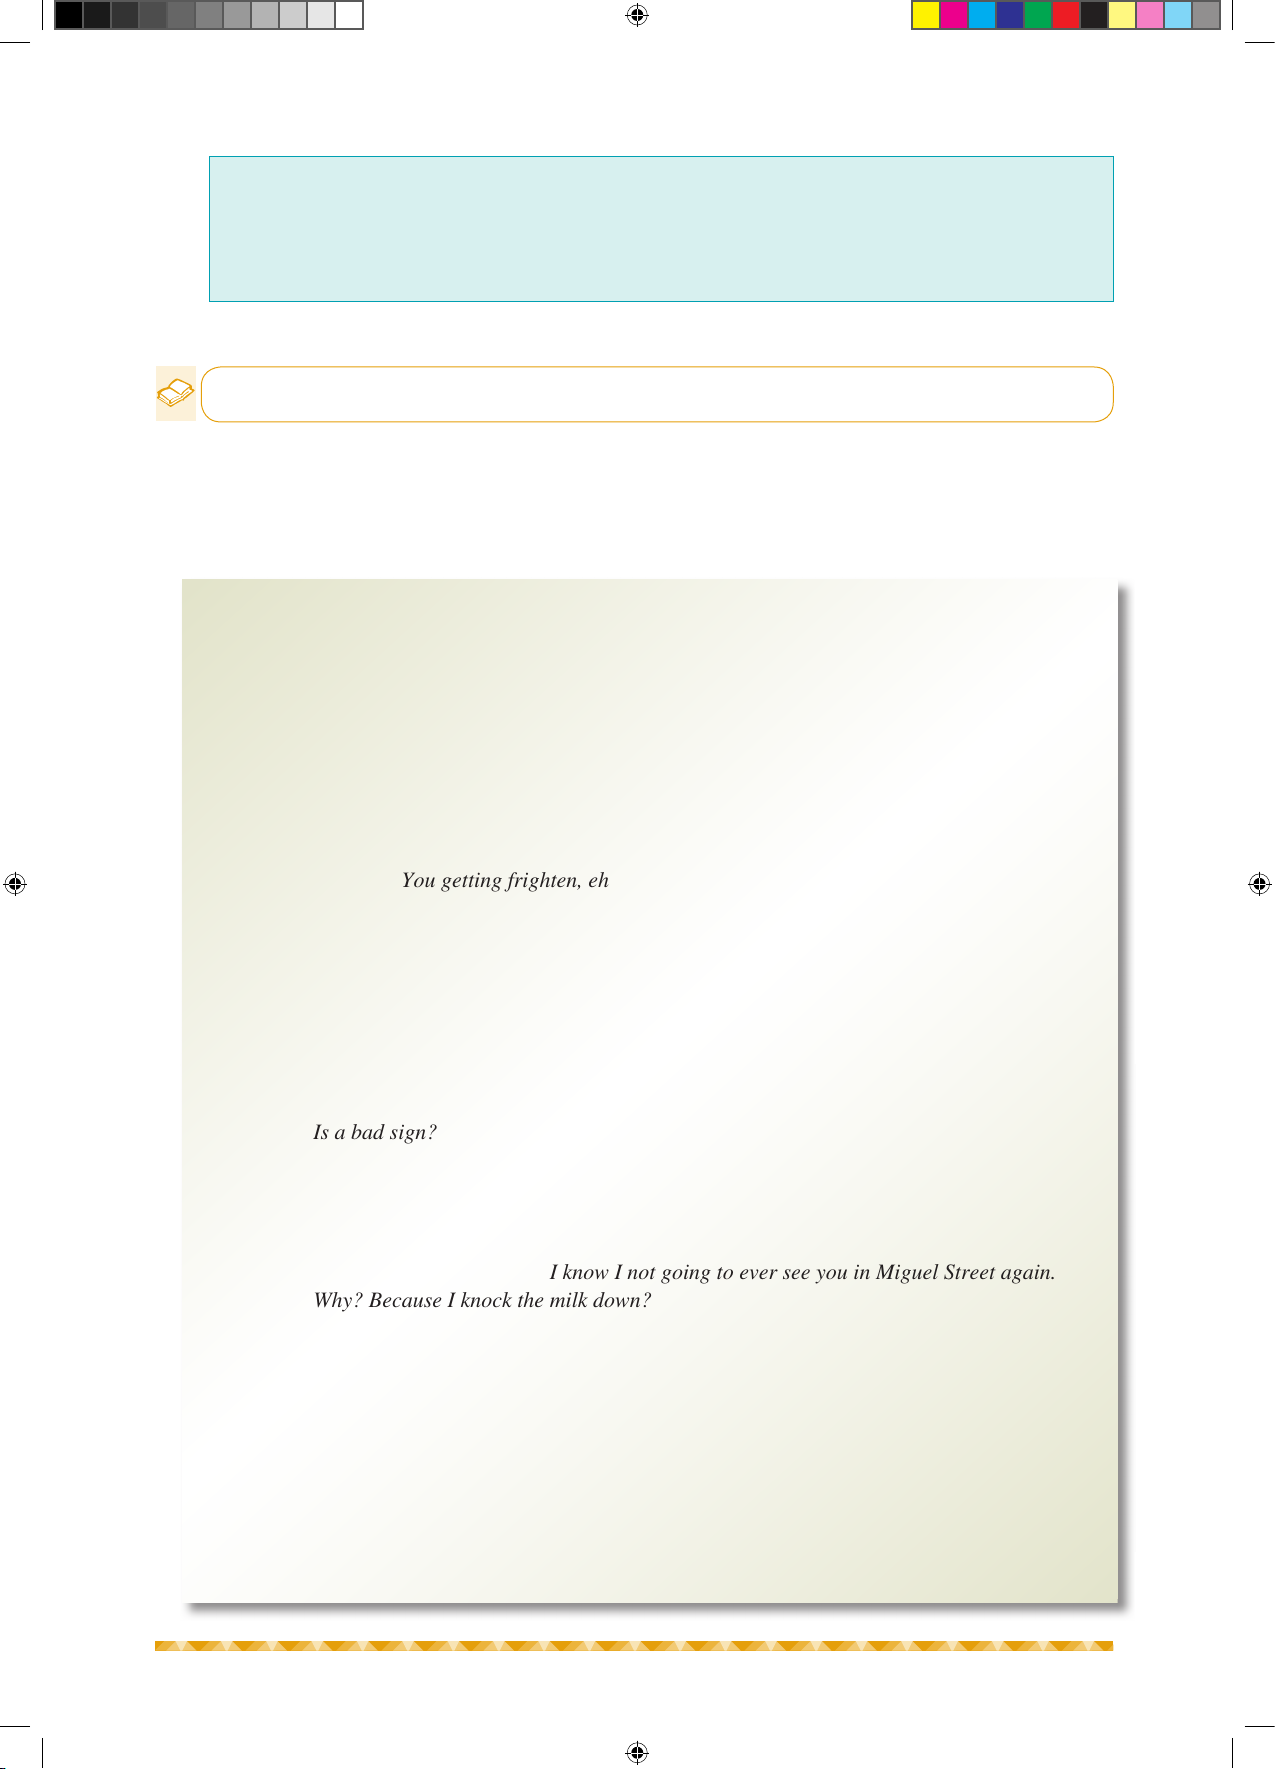 You getting frighten, eh
Is a bad sign?
I know I not going to ever see you in Miguel Street again.
Why? Because I knock the milk down?